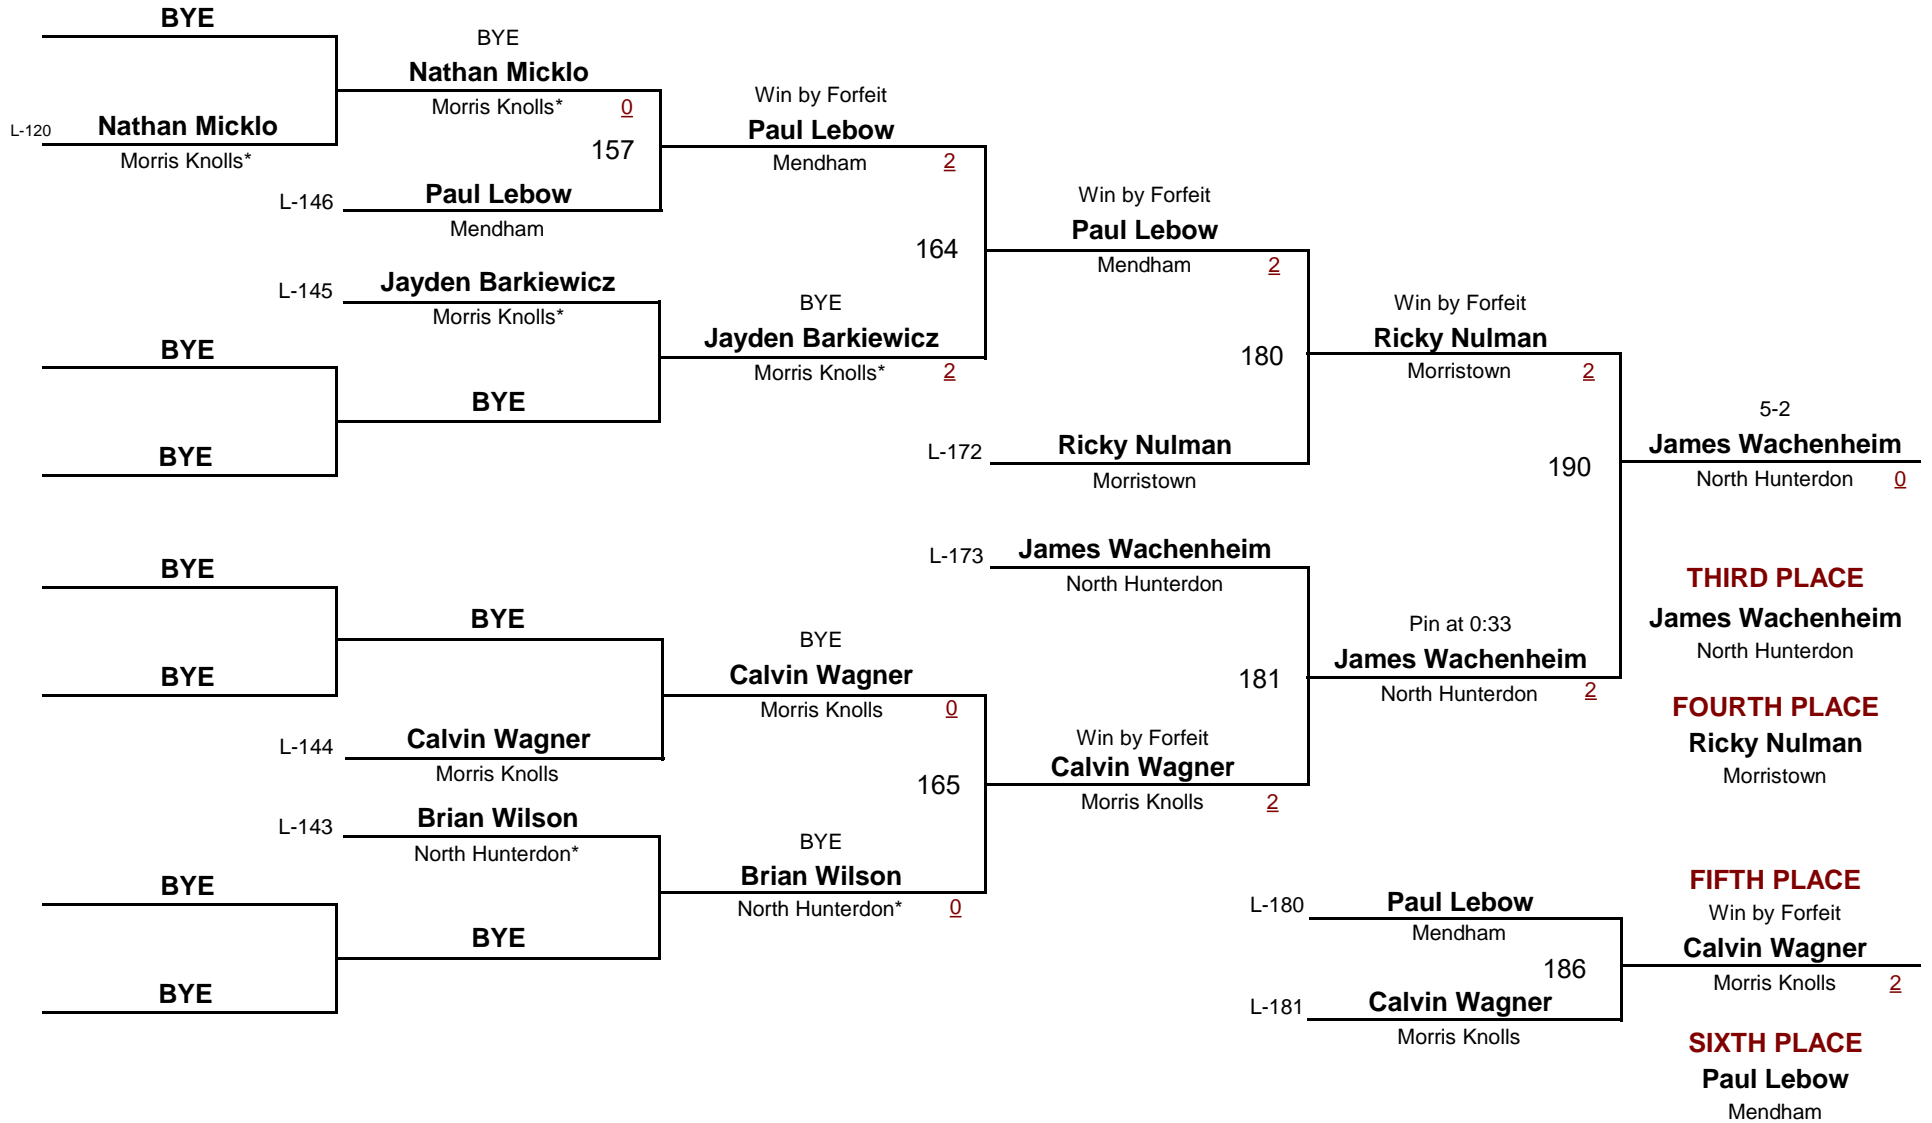 BYE
L-120 Nathan Micklo
Morris Knolls*
BYE
Nathan Micklo
Morris Knolls* 0
157
L-146 Paul Lebow
Mendham
L-145 Jayden Barkiewicz
Morris Knolls*
BYE
BYE
BYE
Win by Forfeit
Paul Lebow
Mendham 2
164
BYE
Jayden Barkiewicz
Morris Knolls* 2
Win by Forfeit
Paul Lebow
Mendham 2
180
L-172 Ricky Nulman
Morristown
Win by Forfeit
Ricky Nulman
Morristown 2
190
5-2
James Wachenheim
North Hunterdon 0
BYE
BYE
BYE
L-144 Calvin Wagner
Morris Knolls
L-143 Brian Wilson
North Hunterdon*
BYE
BYE
BYE
BYE
Calvin Wagner
Morris Knolls 0
165
BYE
Brian Wilson
North Hunterdon* 0
L-173 James Wachenheim
North Hunterdon
181
Win by Forfeit
Calvin Wagner
Morris Knolls 2
Pin at 0:33
James Wachenheim
North Hunterdon 2
THIRD PLACE
James Wachenheim
North Hunterdon
FOURTH PLACE
Ricky Nulman
Morristown
L-180 Paul Lebow
Mendham
186
L-181 Calvin Wagner
Morris Knolls
FIFTH PLACE
Win by Forfeit
Calvin Wagner
Morris Knolls 2
SIXTH PLACE
Paul Lebow
Mendham